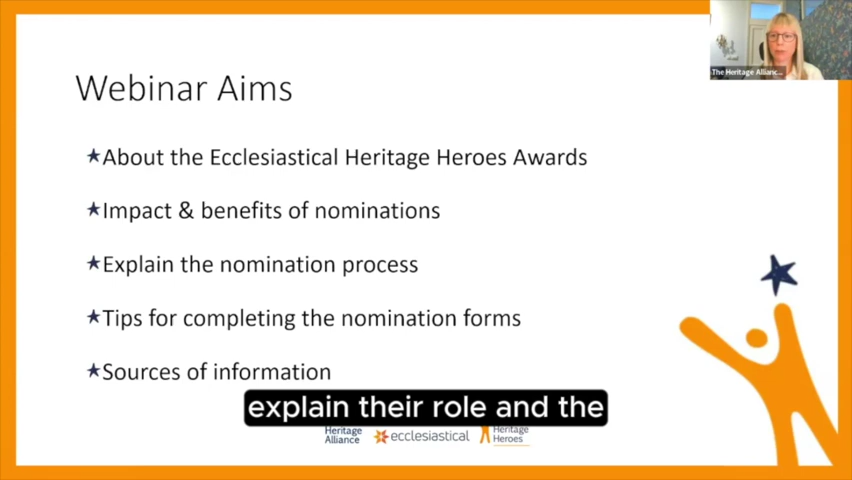 The Heritage Allianc...
Webinar Aims
About the Ecclesiastical Heritage Heroes Awards
Impact & benefits of nominations
Explain the nomination process
Tips for completing the nomination forms
Sources of information
explain their role and the
Heritage
Alliance
ecclesiastical
Heritage
Heroes